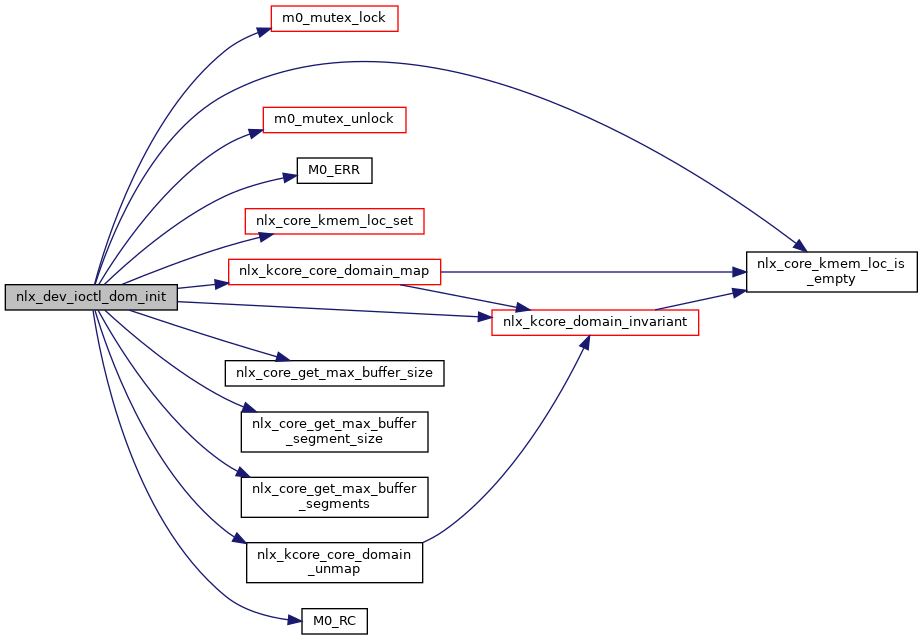 m0_mutex_lock
m0_mutex_unlock
M0_ERR
nlx_core_kmem_loc_set
nlx_kcore_core_domain_map
nlx_core_kmem_loc_is
_empty
nlx_dev_ioctl_dom_init
nlx_kcore_domain_invariant
nlx_core_get_max_buffer_size
nlx_core_get_max_buffer
_segment_size
nlx_core_get_max_buffer
_segments
nlx_kcore_core_domain
_unmap
M0_RC